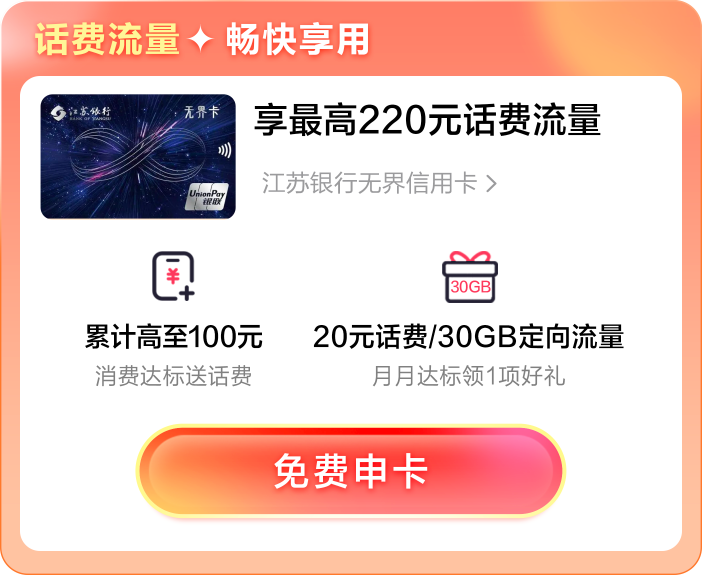 话费流量 畅快享用
江苏银行
BANK OF JIANGSU
无界卡
UnionPay
银联
享最高220元话费流量
江苏银行无界信用卡 >
¥
30GB
累计高至100元
20元话费/30GB定向流量
消费达标送话费
月月达标领1项好礼
免费申卡